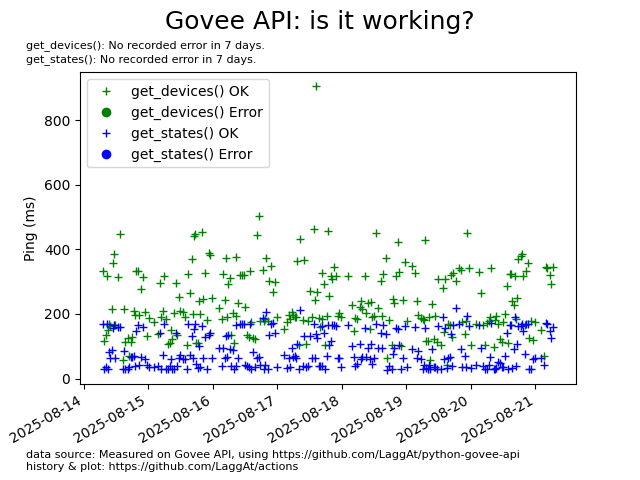 Govee API: is it working?
get_devices(): No recorded error in 7 days.
get_states(): No recorded error in 7 days.
get_devices() OK
get_devices() Error
get_states() OK
get_states() Error
Ping (ms)
800
600
400
200
0
2025-08-14
2025-08-15
2025-08-16
2025-08-17
2025-08-18
2025-08-19
2025-08-20
2025-08-21
data source: Measured on Govee API, using https://github.com/LaggAt/python-govee-api
history & plot: https://github.com/LaggAt/actions